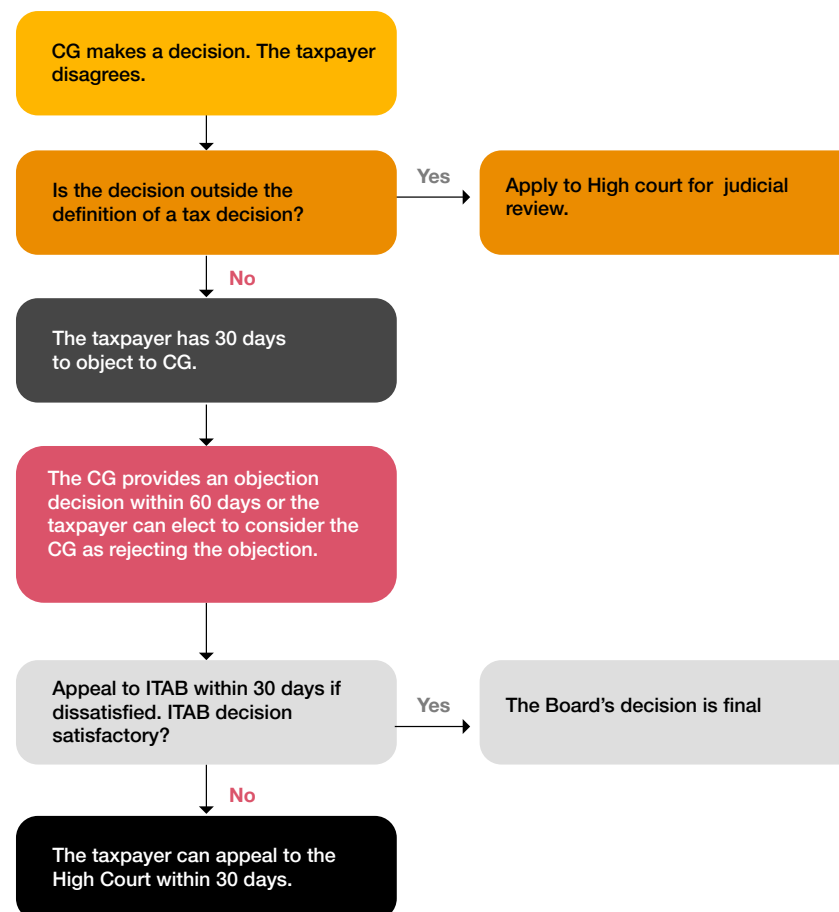 CG makes a decision. The taxpayer
disagrees.
Is the decision outside the
definition of a tax decision?
Yes
Apply to High court for judicial
review.
No
The taxpayer has 30 days
to object to CG.
The CG provides an objection
decision within 60 days or the
taxpayer can elect to consider the
CG as rejecting the objection.
Appeal to ITAB within 30 days if
dissatisfied. ITAB decision
satisfactory?
Yes
The Board’s decision is final
No
The taxpayer can appeal to the
High Court within 30 days.